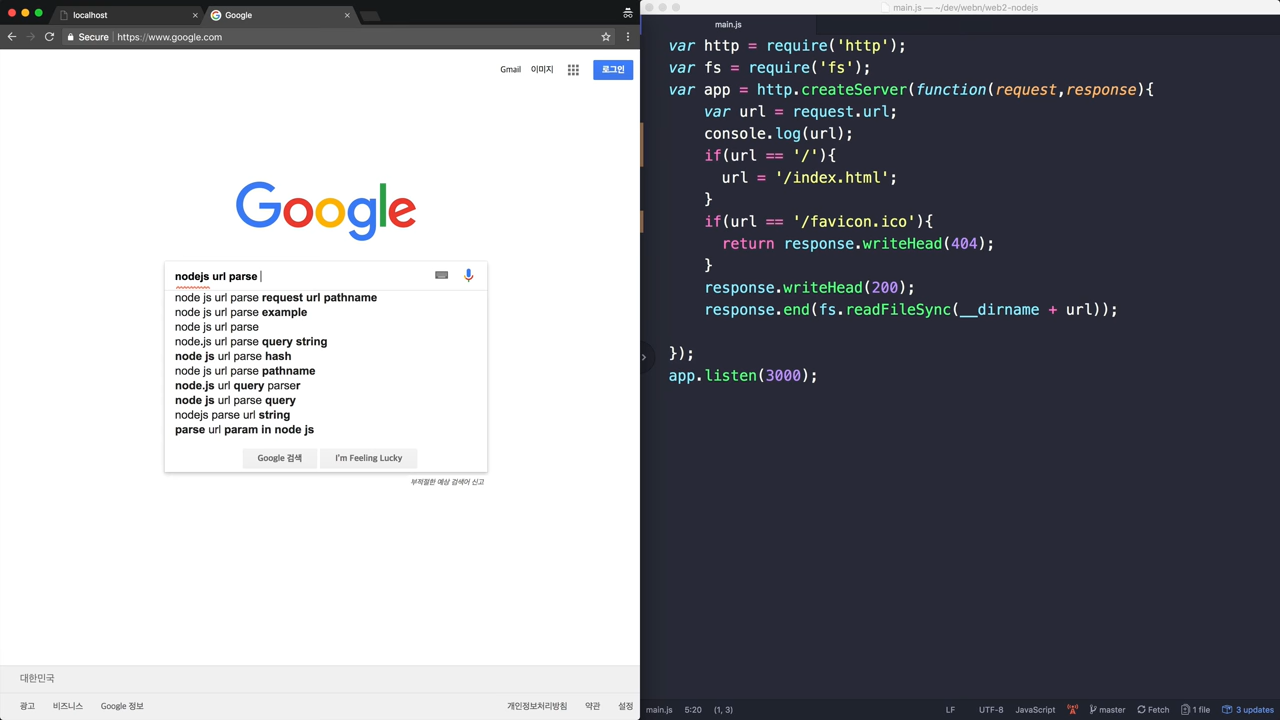 localhost
Google
Secure
https://www.google.com
Gmail
이미지
로그인
Google
nodejs url parse
node js url parse request url pathname
node js url parse example
node js url parse
node.js url parse query string
node js url parse hash
node js url parse pathname
node.js url query parser
node js url parse query
nodejs parse url string
parse url param in node js
Google 검색
I'm Feeling Lucky
부적절한 예상 검색어 신고
대한민국
광고
비즈니스
Google 정보
개인정보처리방침
약관
설정
main.js — ~/dev/webn/web2-nodejs
main.js
var http = require('http');
var fs = require('fs');
var app = http.createServer(function(request,response){
    var url = request.url;
    console.log(url);
    if(url == '/'){
      url = '/index.html';
    }
    if(url == '/favicon.ico'){
      return response.writeHead(404);
    }
    response.writeHead(200);
    response.end(fs.readFileSync(__dirname + url));
});
app.listen(3000);
main.js 5:20 (1, 3)
LF UTF-8 JavaScript master Fetch 1 file 3 updates